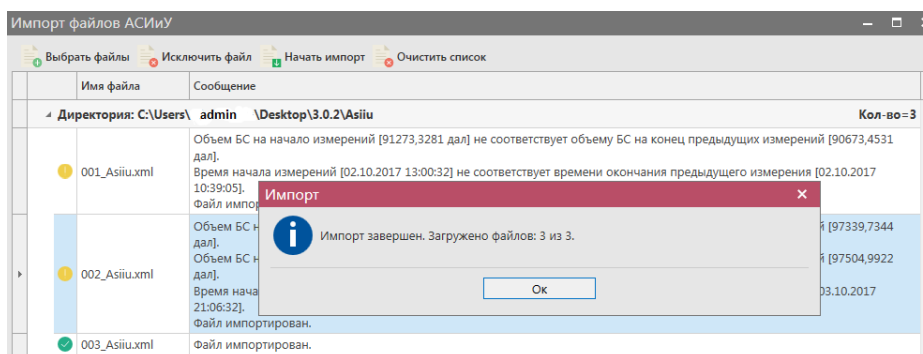 Импорт файлов АСИиУ
Выбрать файлы Исключить файл Начать импорт Очистить список
Имя файла Сообщение
Директория: C:\Users\ admin \Desktop\3.0.2\Asiiu Кол-во=3
Объем БС на начало измерений [91273,3281 дал] не соответствует объему БС на конец предыдущих измерений [90673,4531
дал].
001_Asiiu.xml
Время начала измерений [02.10.2017 13:00:32] не соответствует времени окончания предыдущего измерения [02.10.2017
10:39:05].
Файл
Импорт
Импорт завершен. Загружено файлов: 3 из 3.
Ок
Объем БС [97339,7344
дал].
Объем БС [97504,9922
002_Asiiu.xml
дал].
Время 03.10.2017
21:06:32].
Файл импортирован.
003_Asiiu.xml Файл импортирован.